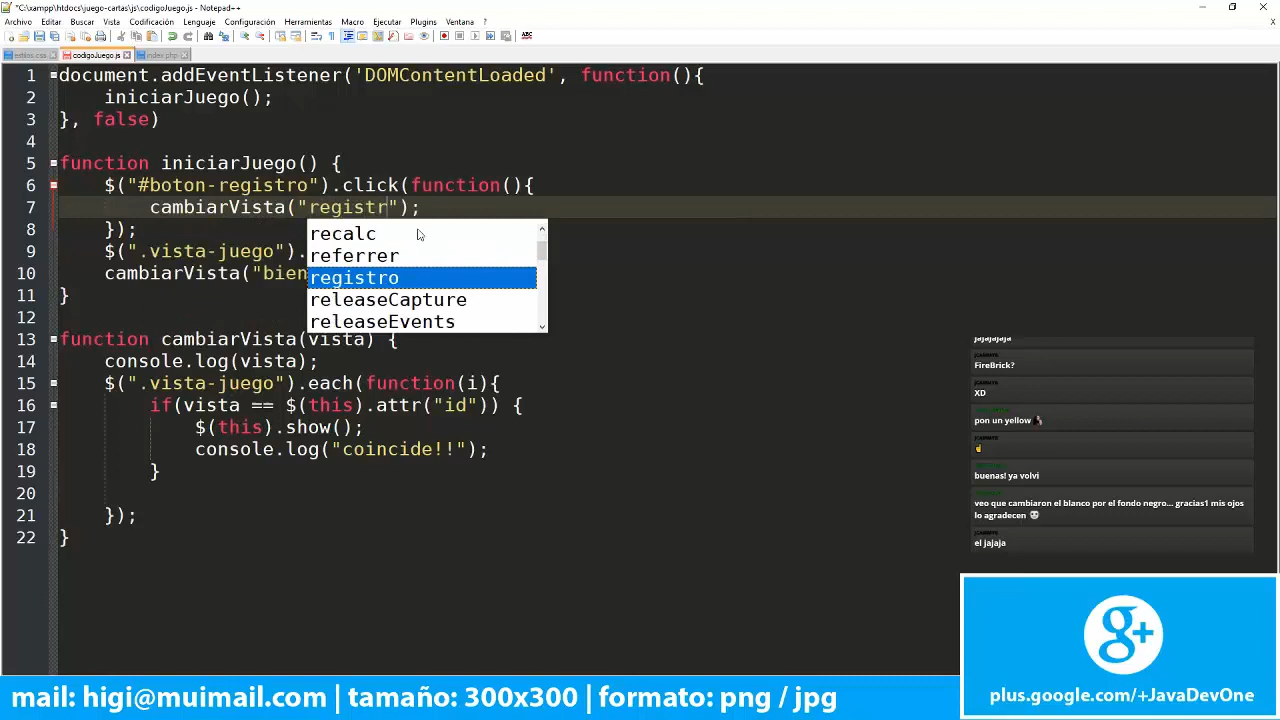 *C:\xampp\htdocs\juego-cartas\js\codigoJuego.js - Notepad++
Archivo Editar Buscar Vista Codificación Lenguaje Configuración Herramientas Macro Ejecutar Plugins Ventana ?
estilos.css codigoJuego.js index.php
1 document.addEventListener('DOMContentLoaded', function(){
2 iniciarJuego();
3 }, false)
4
5 function iniciarJuego() {
6 $("#boton-registro").click(function(){
7 cambiarVista("registr");
8 });
9 $(".vista-juego").
10 cambiarVista("bien
11 }
recalc
referrer
registro
releaseCapture
releaseEvents
12
13 function cambiarVista(vista) {
14 console.log(vista);
15 $(".vista-juego").each(function(i){
16 if(vista == $(this).attr("id")) {
17 $(this).show();
18 console.log("coincide!!");
19 }
20
21 });
22 }
jajajajaja
FireBrick?
XD
pon un yellow
buenas! ya volvi
veo que cambiaron el blanco por el fondo negro... gracias1 mis ojos
lo agradecen
el jajaja
g+
plus.google.com/+JavaDevOne
mail: higi@muimail.com | tamaño: 300x300 | formato: png / jpg